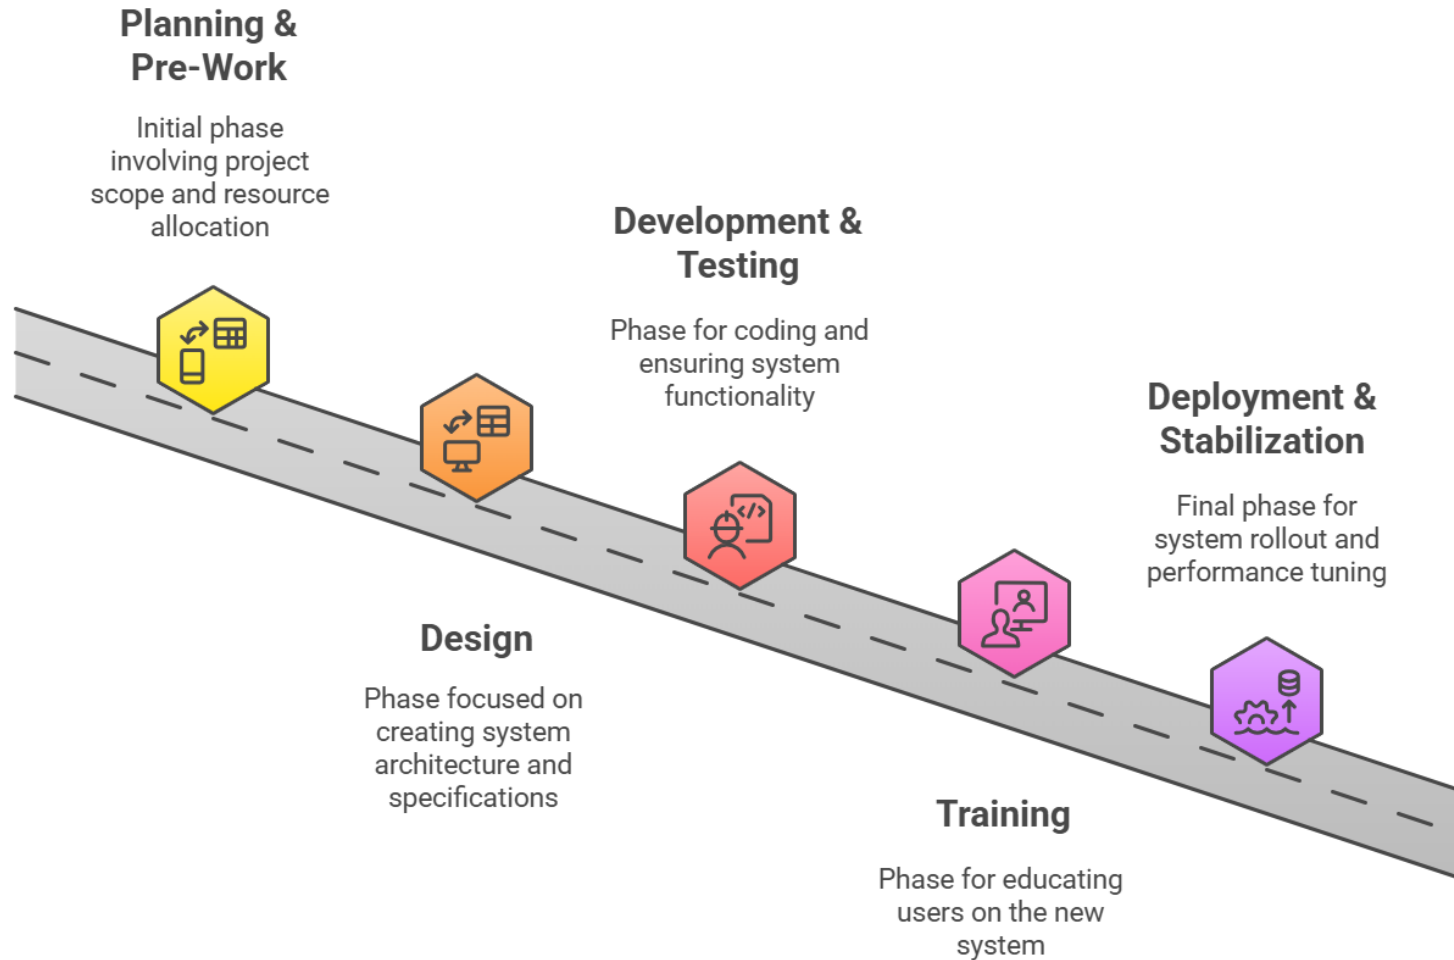 Planning &
Pre-Work
Initial phase
involving project
scope and resource
allocation
Design
Phase focused on
creating system
architecture and
specifications
Development &
Testing
Phase for coding and
ensuring system
functionality
</>
Training
Phase for educating
users on the new
system
Deployment &
Stabilization
Final phase for
system rollout and
performance tuning